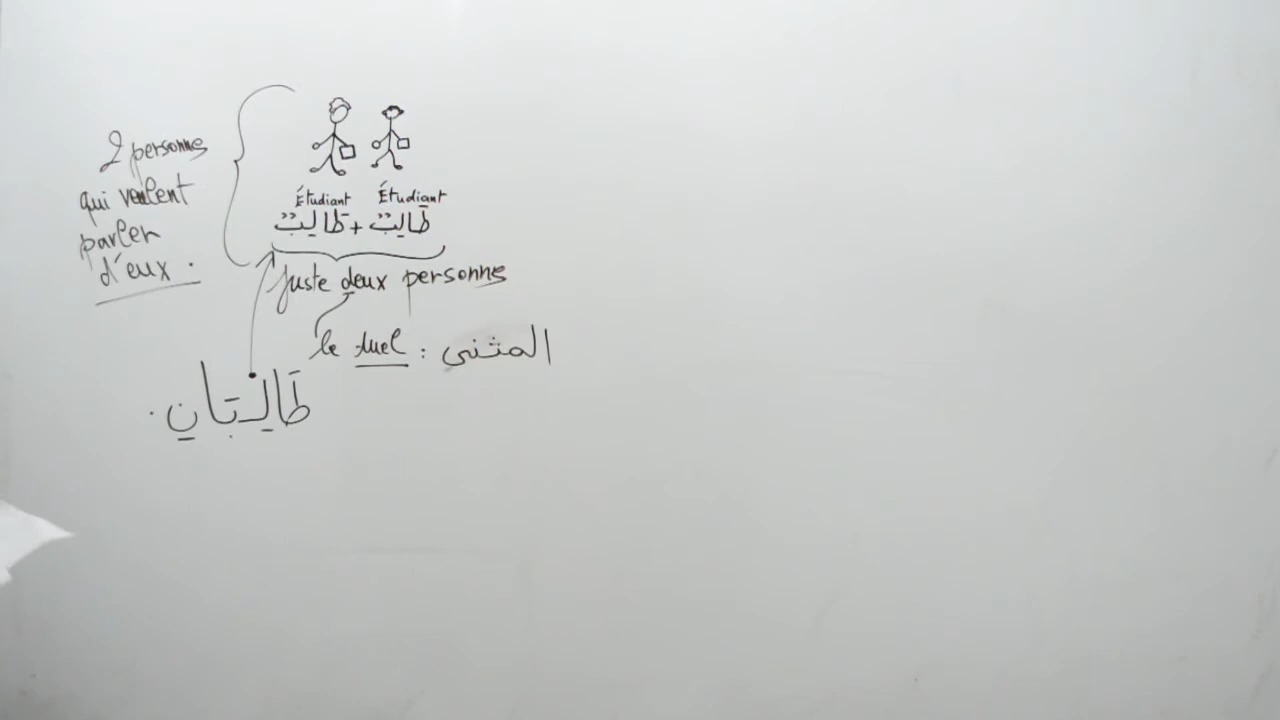 2 personnes
qui veulent
parler
d'eux.
Étudiant Étudiant
طَالِبٌ + طَالِبٌ
juste deux personnes
le duel : المثنى
طَالِبَانِ